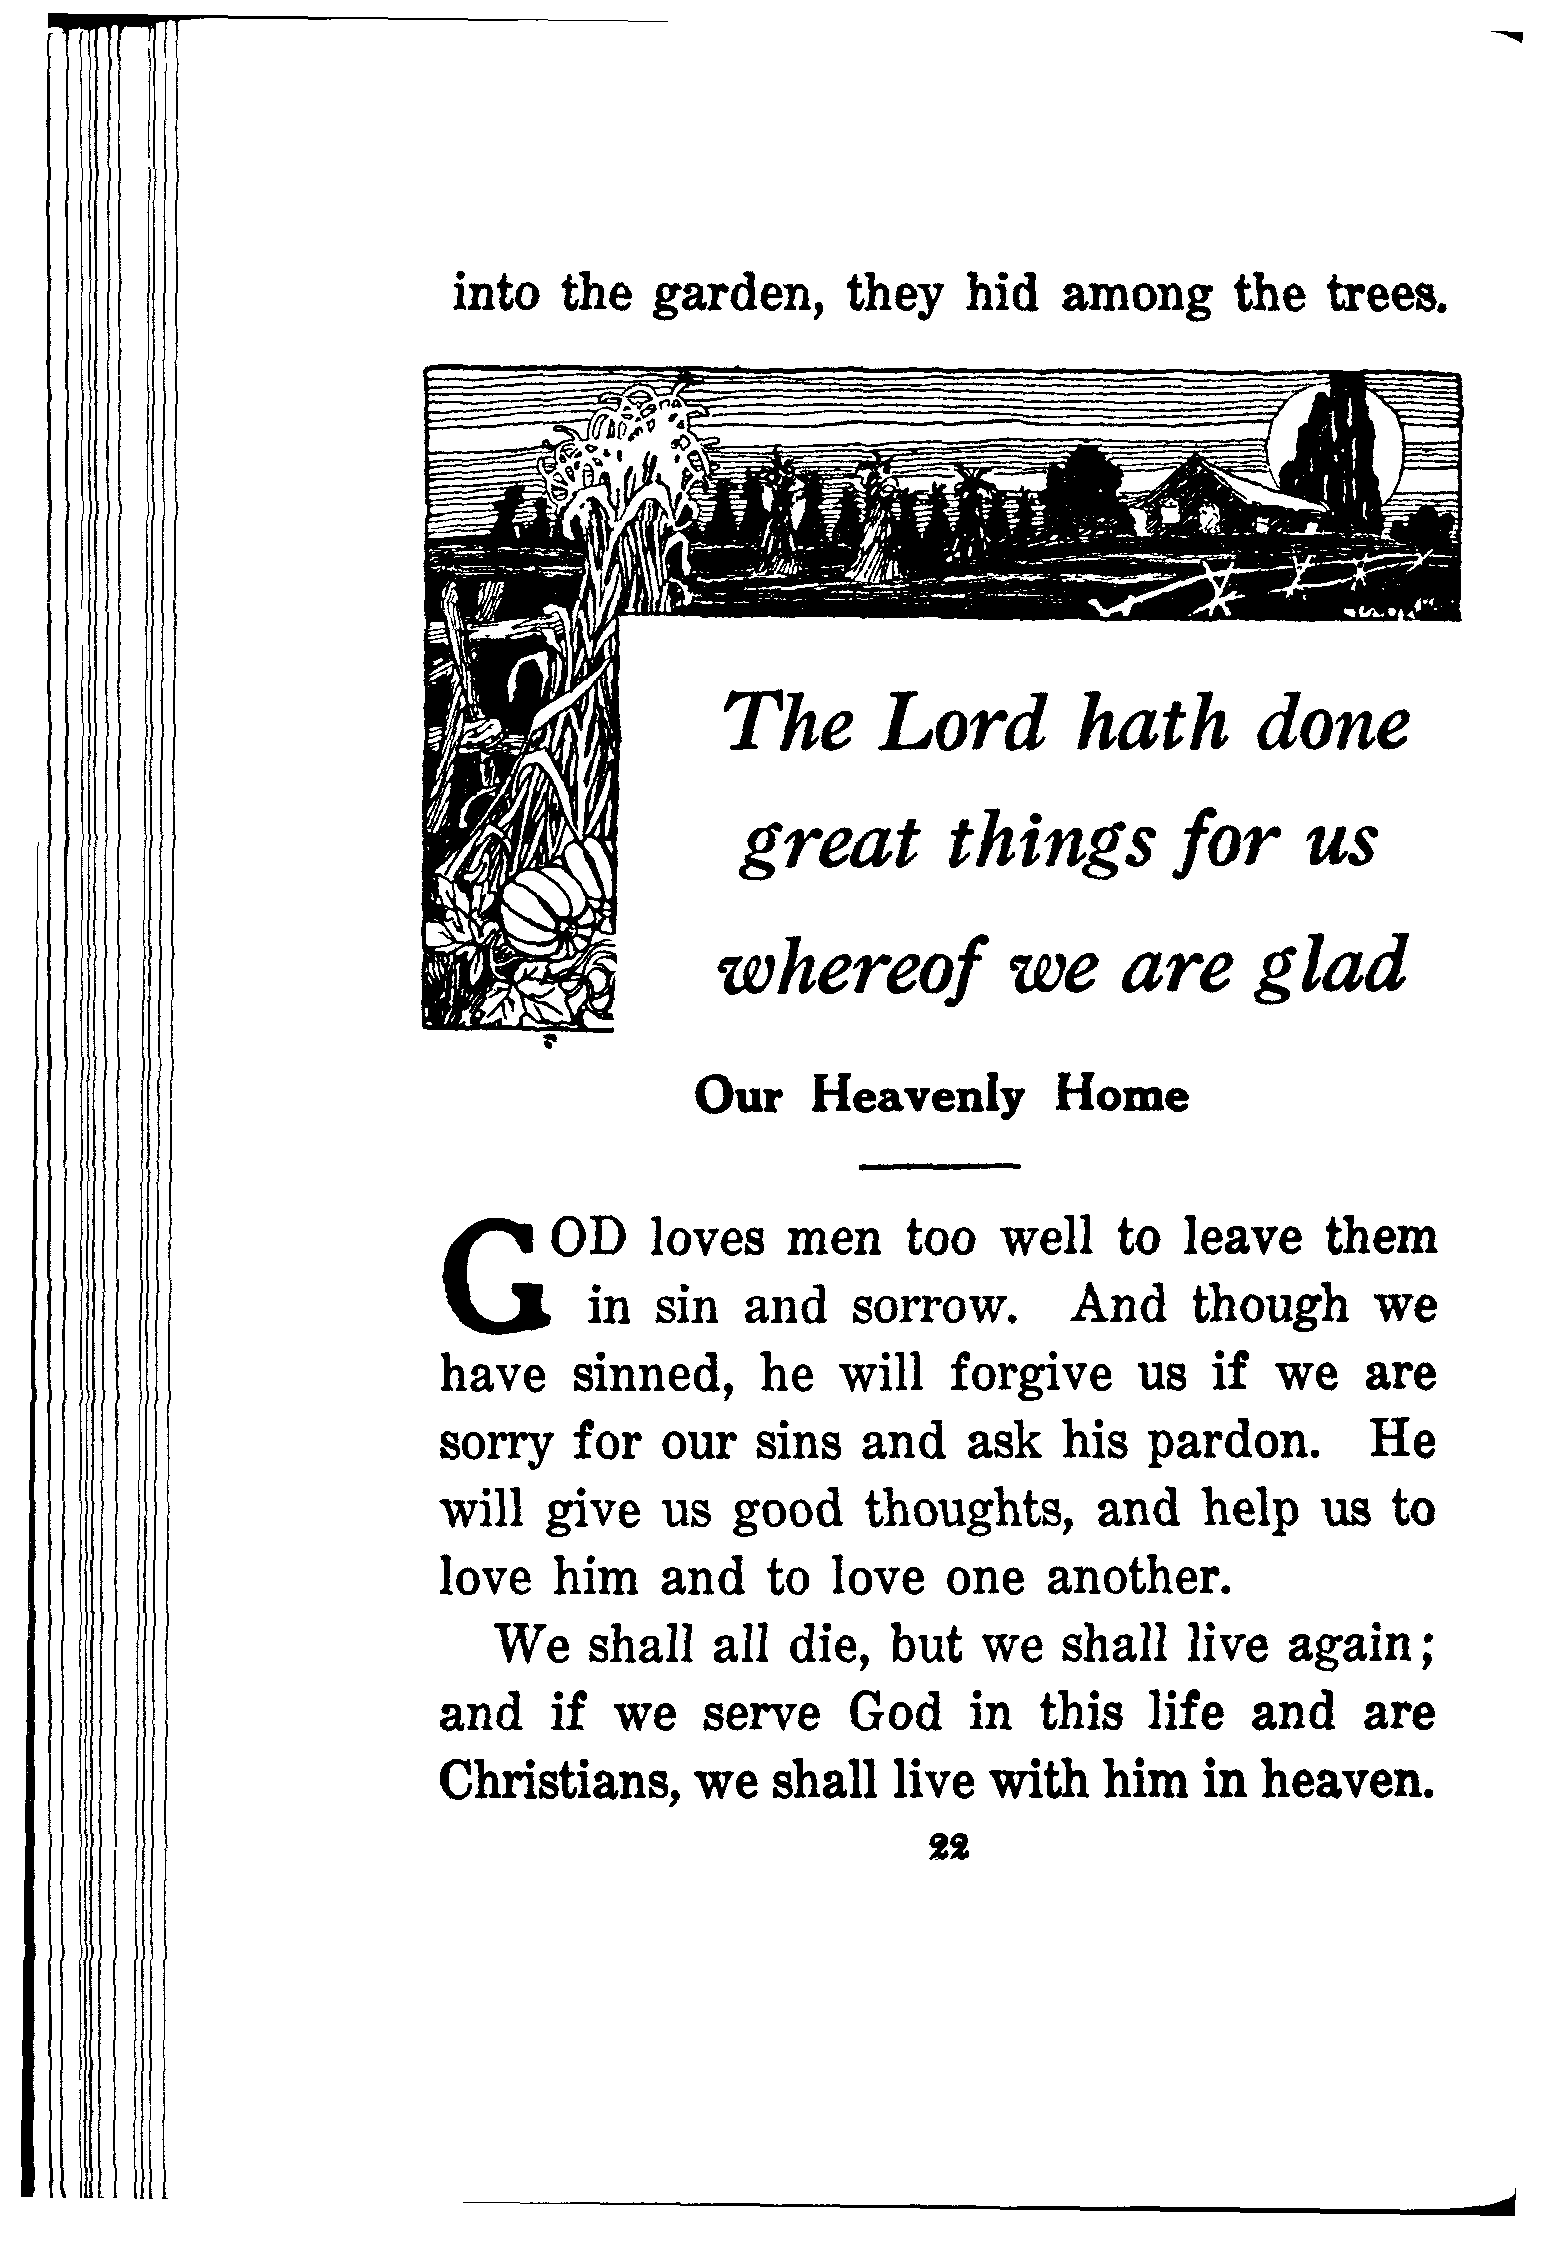 into the garden, they hid among the trees.
The Lord hath done
great things for us
whereof we are glad
Our Heavenly Home
GOD loves men too well to leave them
in sin and sorrow. And though we
have sinned, he will forgive us if we are
sorry for our sins and ask his pardon. He
will give us good thoughts, and help us to
love him and to love one another.
We shall all die, but we shall live again;
and if we serve God in this life and are
Christians, we shall live with him in heaven.
22